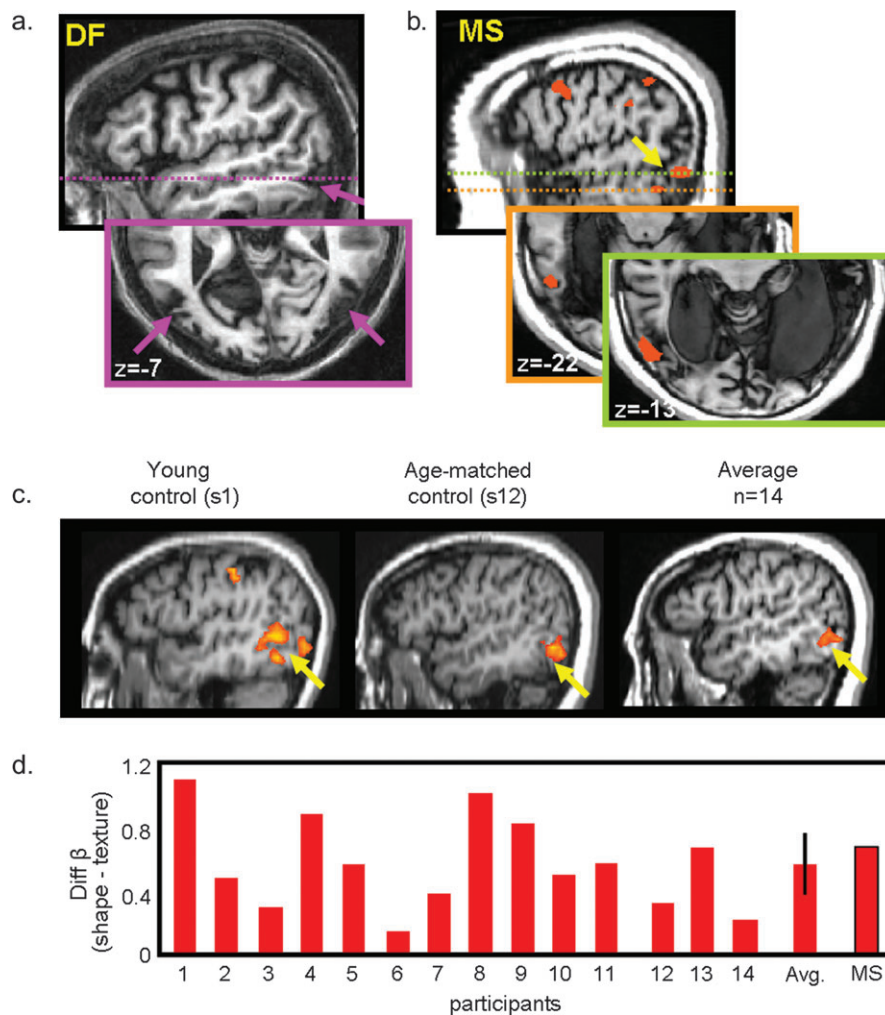 a.
DF
z=-7
b.
MS
z=-22
z=-13
c.
Young
control (s1)
Age-matched
control (s12)
Average
n=14
d.
Diff β
(shape - texture)
1.2
0.8
0.4
0
1 2 3 4 5 6 7 8 9 10 11 12 13 14 Avg. MS
participants